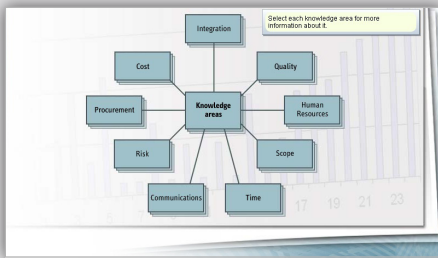 Select each knowledge area for more
information about it.
Integration
Cost
Quality
Procurement
Knowledge
areas
Human
Resources
Risk
Scope
Communications
Time
17 19 21 23